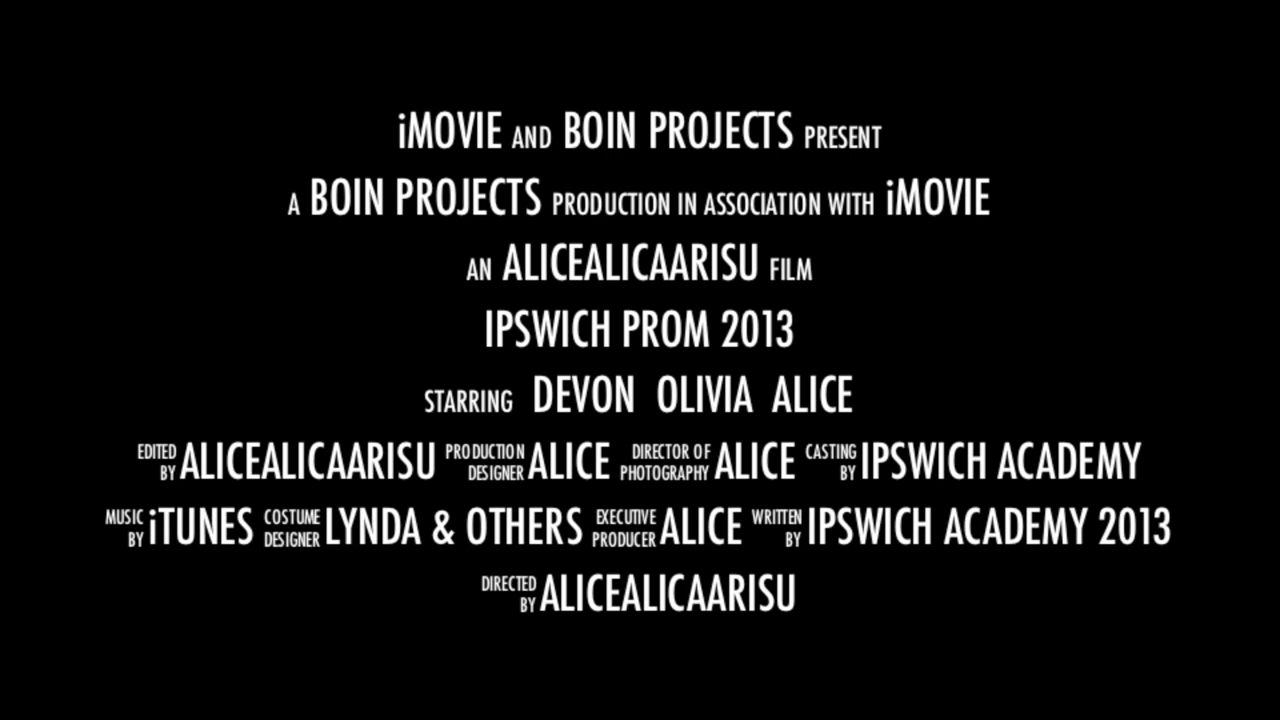 iMOVIE AND BOIN PROJECTS PRESENT
A BOIN PROJECTS PRODUCTION IN ASSOCIATION WITH iMOVIE
AN ALICEALICAARISU FILM
IPSWICH PROM 2013
STARRING DEVON OLIVIA ALICE
EDITED BY ALICEALICAARISU PRODUCTION DESIGNER ALICE DIRECTOR OF PHOTOGRAPHY ALICE CASTING BY IPSWICH ACADEMY
MUSIC BY iTUNES COSTUME DESIGNER LYNDA & OTHERS EXECUTIVE PRODUCER ALICE WRITTEN BY IPSWICH ACADEMY 2013
DIRECTED BY ALICEALICAARISU